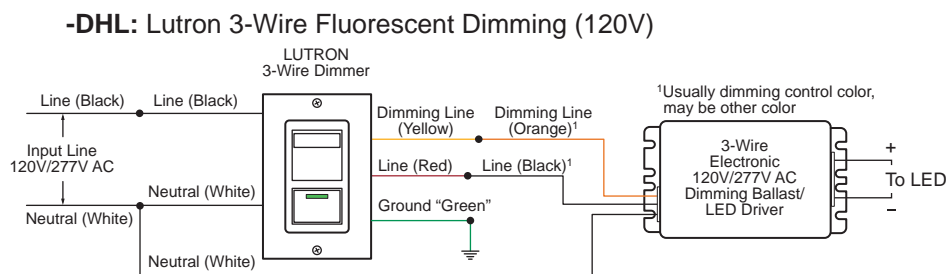 -DHL: Lutron 3-Wire Fluorescent Dimming (120V)
LUTRON
3-Wire Dimmer
Line (Black)
Line (Black)
Input Line
120V/277V AC
Neutral (White)
Neutral (White)
Neutral (White)
Dimming Line
(Yellow)
Dimming Line
(Orange)¹
Line (Red)
Line (Black)¹
Ground “Green”
¹Usually dimming control color,
may be other color
3-Wire
Electronic
120V/277V AC
Dimming Ballast/
LED Driver
+
To LED
−